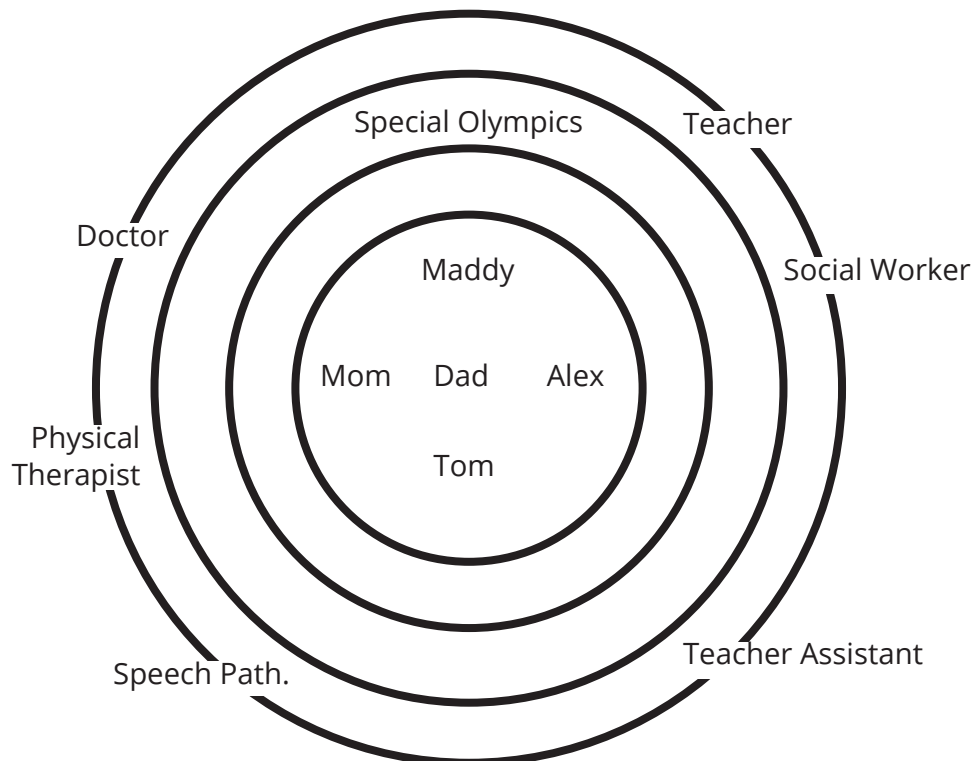 Special Olympics
Teacher
Doctor
Maddy
Social Worker
Mom Dad Alex
Physical
Therapist
Tom
Teacher Assistant
Speech Path.